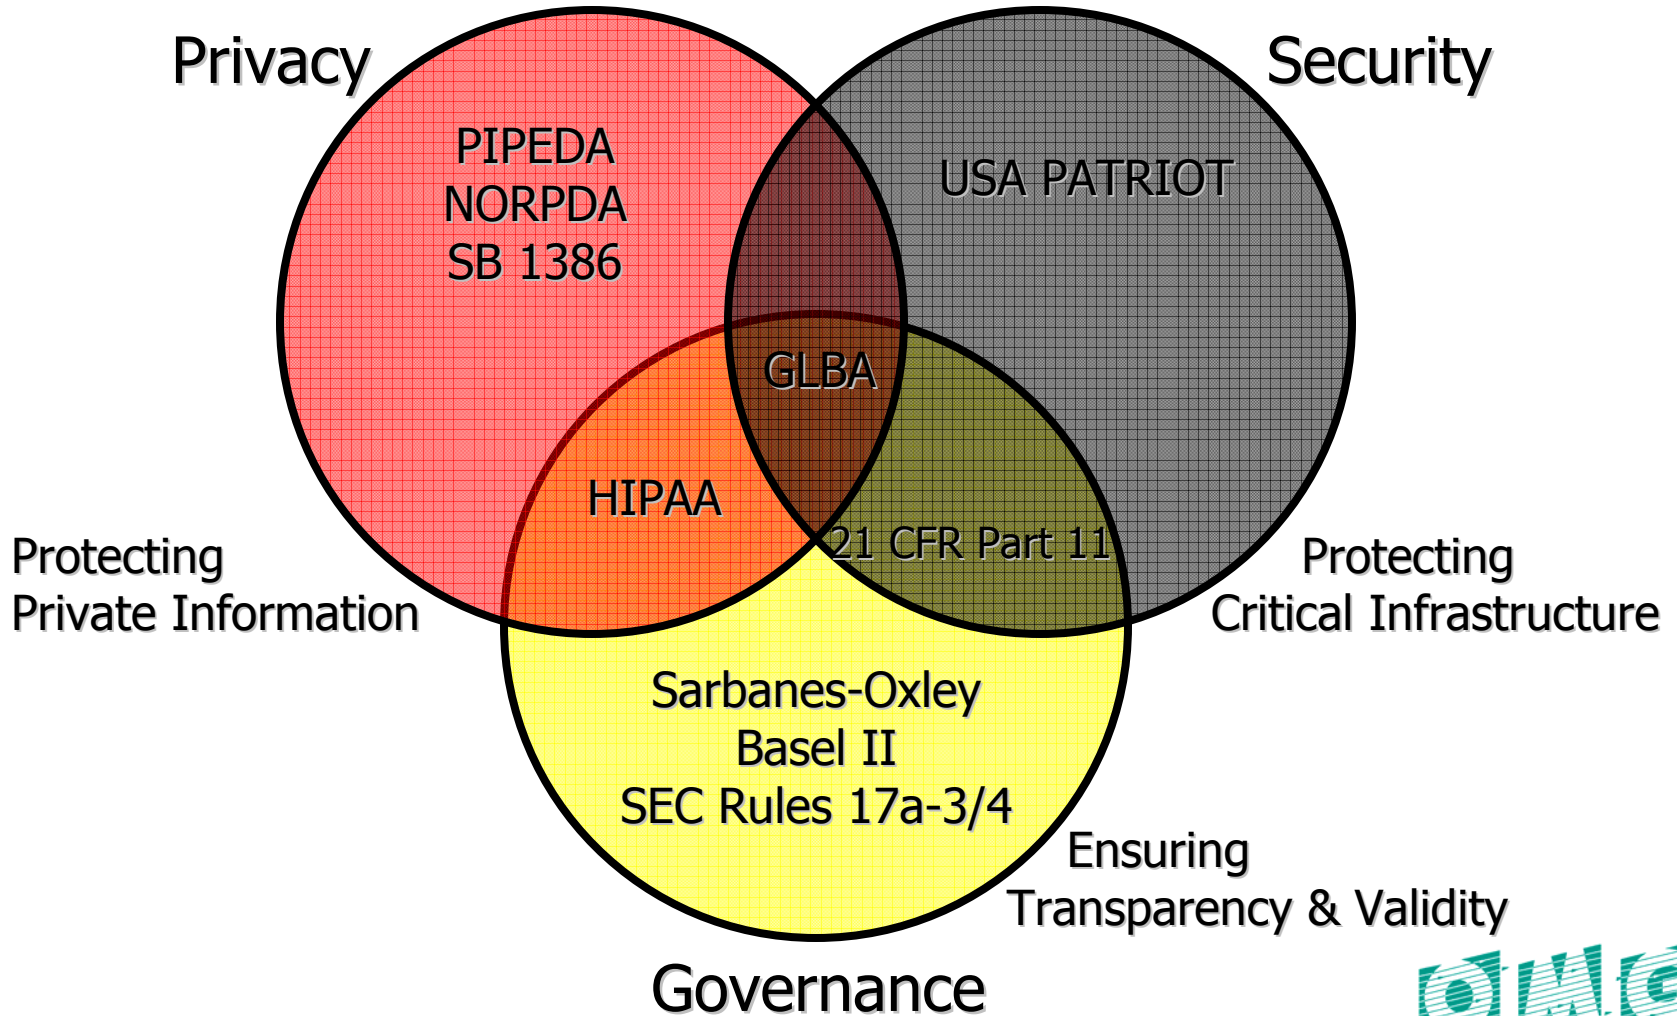 Privacy
Security
PIPEDA
NORPDA
SB 1386
USA PATRIOT
GLBA
HIPAA
21 CFR Part 11
Protecting
Private Information
Protecting
Critical Infrastructure
Sarbanes-Oxley
Basel II
SEC Rules 17a-3/4
Ensuring
Transparency & Validity
Governance
OMG